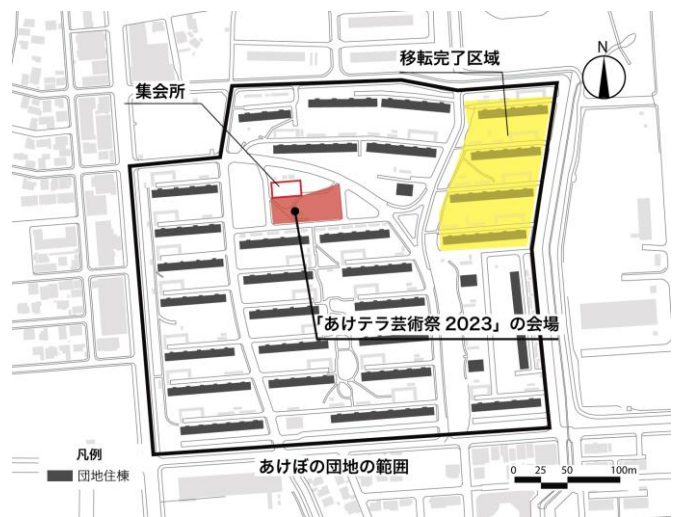 移転完了区域
N
集会所
「あけテラ芸術祭 2023」の会場
凡例
団地住棟
あけぼの団地の範囲
0 25 50 100m